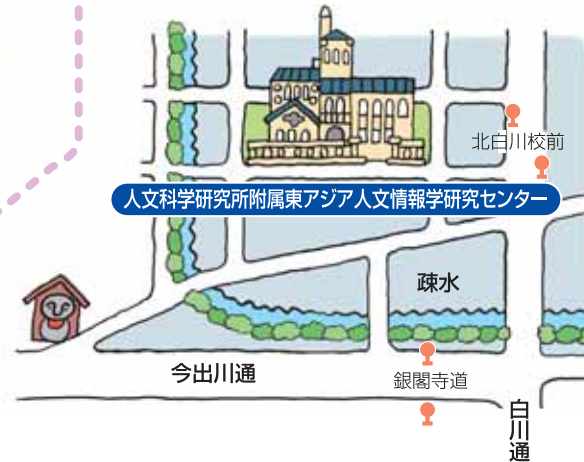 北白川校前
人文科学研究所附属東アジア人文情報学研究センター
疏水
今出川通
銀閣寺道
白川通